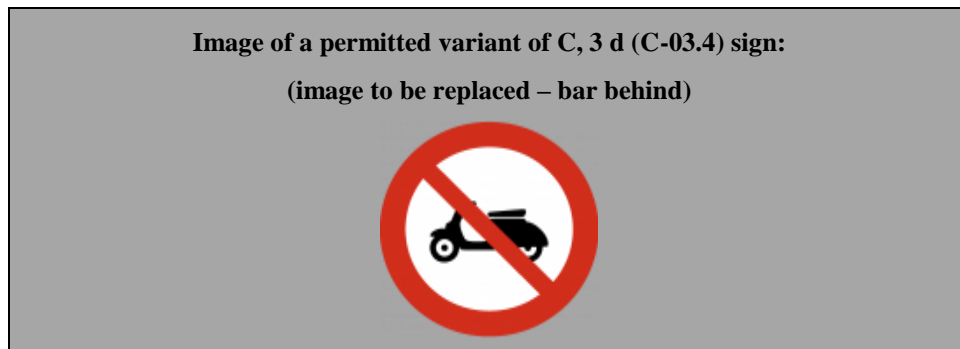 Image of a permitted variant of C, 3 d (C-03.4) sign:
(image to be replaced – bar behind)